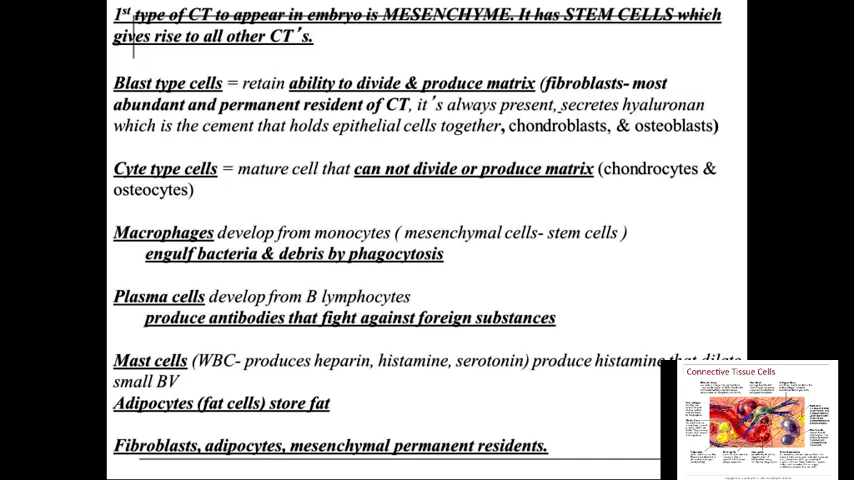 1st type of CT to appear in embryo is MESENCHYME. It has STEM CELLS which
gives rise to all other CT's.
Blast type cells = retain ability to divide & produce matrix (fibroblasts- most
abundant and permanent resident of CT, it's always present, secretes hyaluronan
which is the cement that holds epithelial cells together, chondroblasts, & osteoblasts)
Cyte type cells = mature cell that can not divide or produce matrix (chondrocytes &
osteocytes)
Macrophages develop from monocytes ( mesenchymal cells- stem cells )
engulf bacteria & debris by phagocytosis
Plasma cells develop from B lymphocytes
produce antibodies that fight against foreign substances
Mast cells (WBC- produces heparin, histamine, serotonin) produce histamine that dilate
small BV
Adipocytes (fat cells) store fat
Fibroblasts, adipocytes, mesenchymal permanent residents.
Connective Tissue Cells